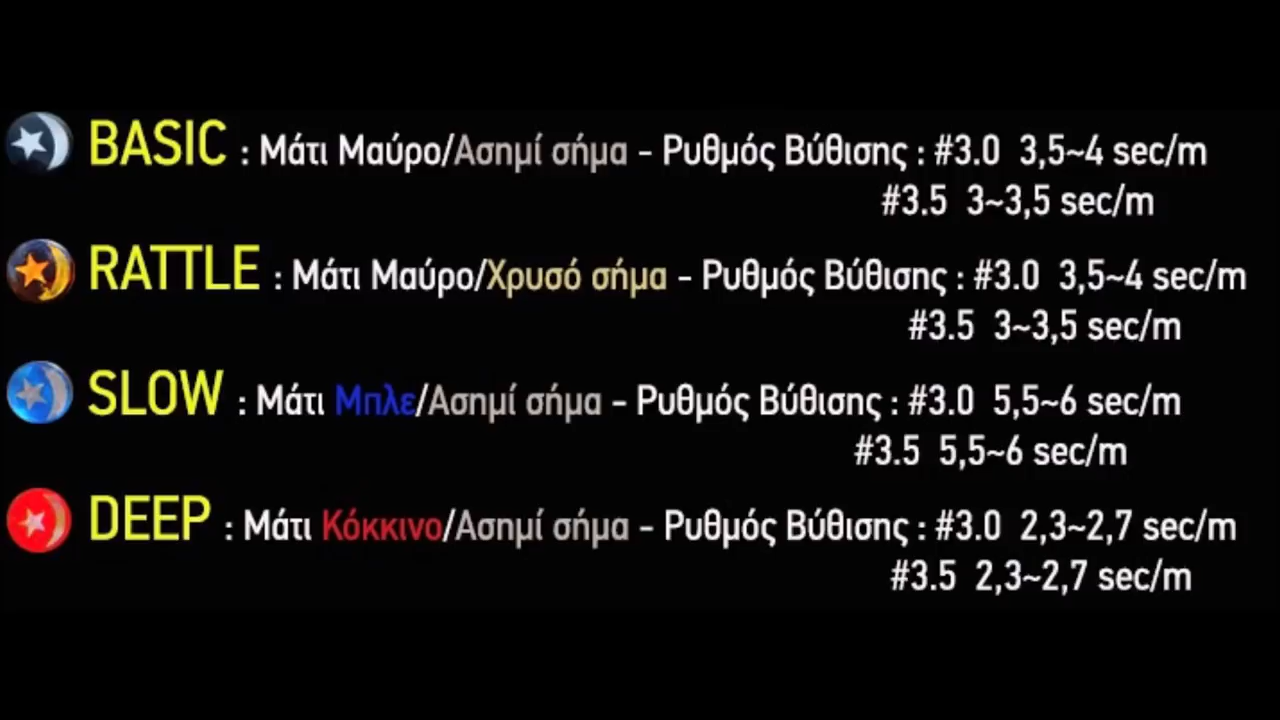 BASIC : Μάτι Μαύρο/Ασημί σήμα - Ρυθμός Βύθισης : #3.0 3,5~4 sec/m
#3.5 3~3,5 sec/m
RATTLE : Μάτι Μαύρο/Χρυσό σήμα - Ρυθμός Βύθισης : #3.0 3,5~4 sec/m
#3.5 3~3,5 sec/m
SLOW : Μάτι Μπλε/Ασημί σήμα - Ρυθμός Βύθισης : #3.0 5,5~6 sec/m
#3.5 5,5~6 sec/m
DEEP : Μάτι Κόκκινο/Ασημί σήμα - Ρυθμός Βύθισης : #3.0 2,3~2,7 sec/m
#3.5 2,3~2,7 sec/m